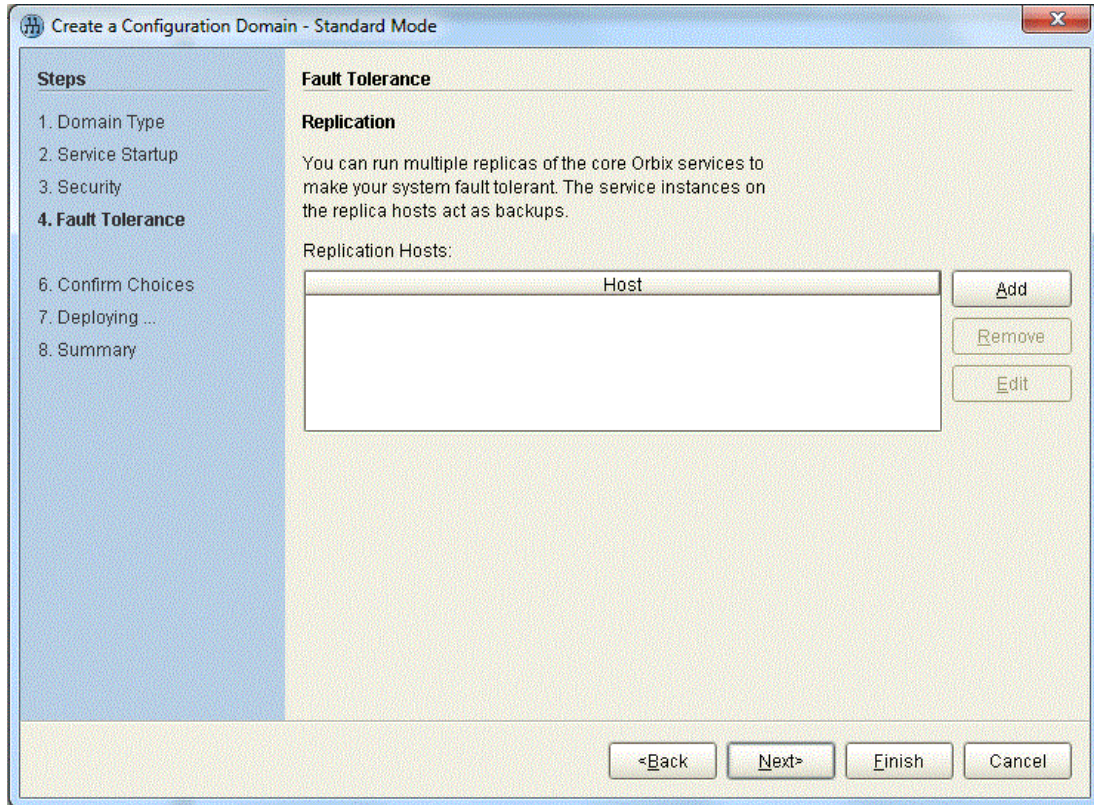 Create a Configuration Domain - Standard Mode
Steps
1. Domain Type
2. Service Startup
3. Security
4. Fault Tolerance
6. Confirm Choices
7. Deploying ...
8. Summary
Fault Tolerance
Replication
You can run multiple replicas of the core Orbix services to
make your system fault tolerant. The service instances on
the replica hosts act as backups.
Replication Hosts:
Host
Add
Remove
Edit
<Back
Next>
Finish
Cancel